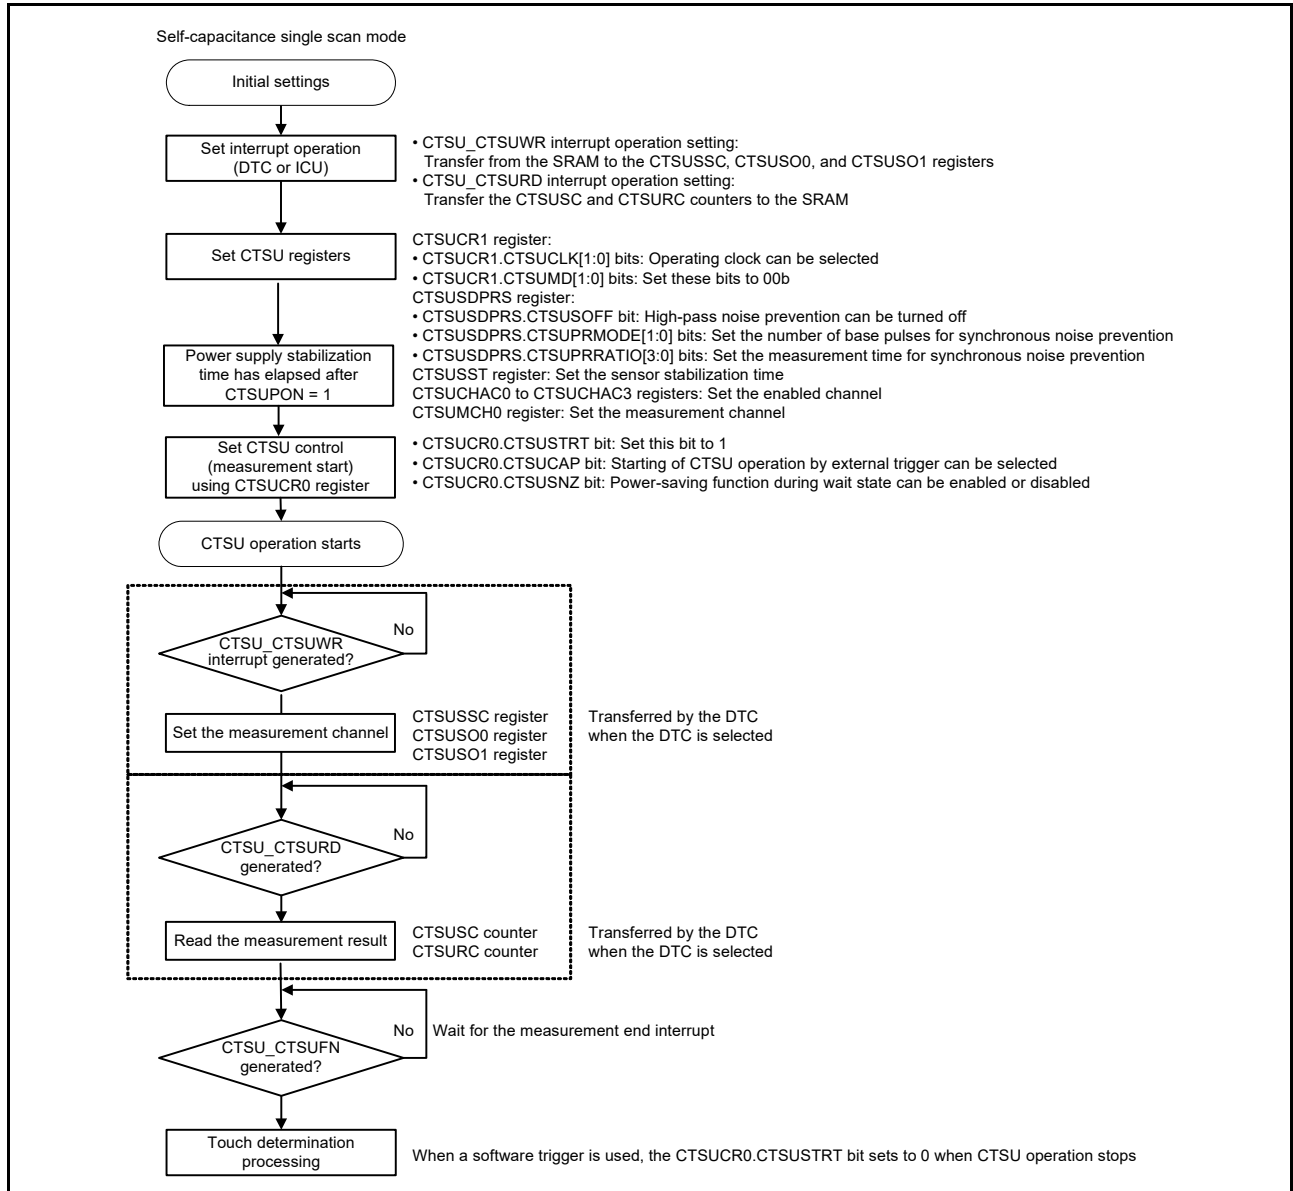 Self-capacitance single scan mode
Initial settings
Set interrupt operation
(DTC or ICU)
• CTSU_CTSUWR interrupt operation setting:
Transfer from the SRAM to the CTSUSSC, CTSUSO0, and CTSUSO1 registers
• CTSU_CTSURD interrupt operation setting:
Transfer the CTSUSC and CTSURC counters to the SRAM
Set CTSU registers
CTSUCR1 register:
• CTSUCR1.CTSUCLK[1:0] bits: Operating clock can be selected
• CTSUCR1.CTSUMD[1:0] bits: Set these bits to 00b
CTSUSDPRS register:
• CTSUSDPRS.CTSUSOFF bit: High-pass noise prevention can be turned off
• CTSUSDPRS.CTSUPRMODE[1:0] bits: Set the number of base pulses for synchronous noise prevention
• CTSUSDPRS.CTSUPRRATIO[3:0] bits: Set the measurement time for synchronous noise prevention
CTSUSST register: Set the sensor stabilization time
CTSUCHAC0 to CTSUCHAC3 registers: Set the enabled channel
CTSUMCH0 register: Set the measurement channel
Power supply stabilization
time has elapsed after
CTSUPON = 1
Set CTSU control
(measurement start)
using CTSUCR0 register
• CTSUCR0.CTSUSTRT bit: Set this bit to 1
• CTSUCR0.CTSUCAP bit: Starting of CTSU operation by external trigger can be selected
• CTSUCR0.CTSUSNZ bit: Power-saving function during wait state can be enabled or disabled
CTSU operation starts
No
CTSU_CTSUWR
interrupt generated?
Set the measurement channel
CTSUSSC register
CTSUSO0 register
CTSUSO1 register
Transferred by the DTC
when the DTC is selected
No
CTSU_CTSURD
generated?
Read the measurement result
CTSUSC counter
CTSURC counter
Transferred by the DTC
when the DTC is selected
No
Wait for the measurement end interrupt
CTSU_CTSUFN
generated?
Touch determination
processing
When a software trigger is used, the CTSUCR0.CTSUSTRT bit sets to 0 when CTSU operation stops